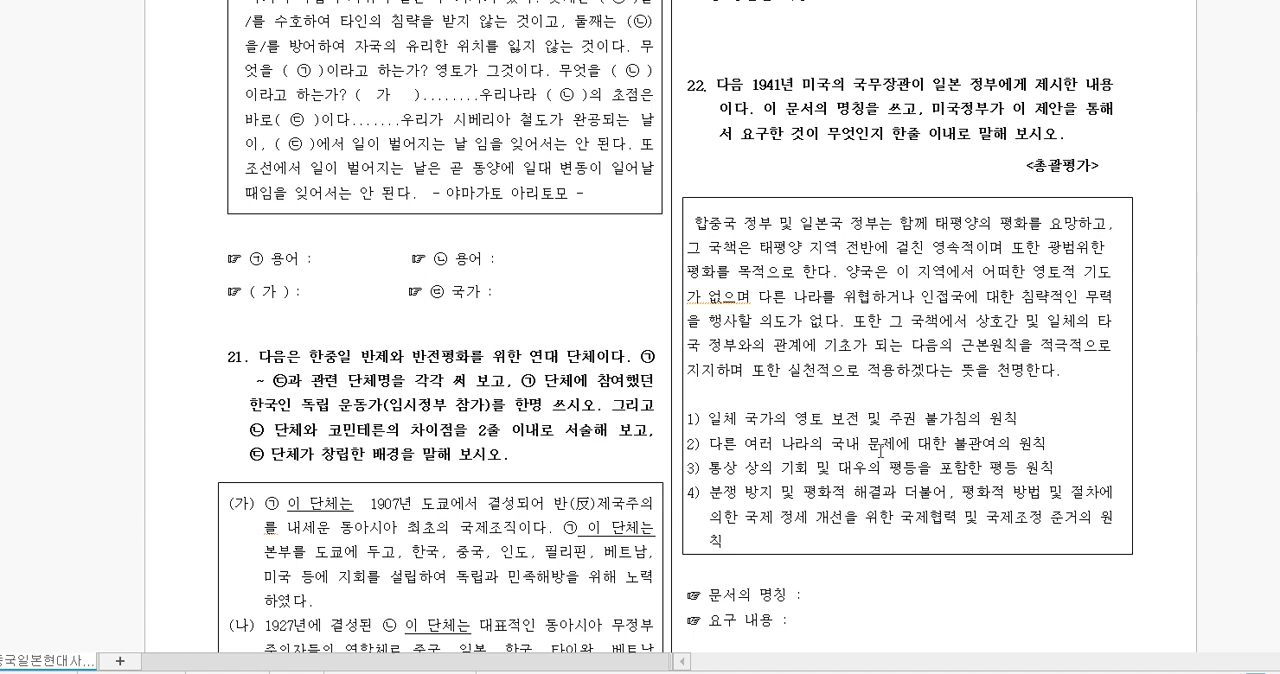 /를 수호하여 타인의 침략을 받지 않는 것이고, 둘째는 (㉡)
을/를 방어하여 자국의 유리한 위치를 잃지 않는 것이다. 무
엇을 ( ㉠ )이라고 하는가? 영토가 그것이다. 무엇을 ( ㉡ )
이라고 하는가? ( 가 )........우리나라 ( ㉡ )의 초점은
바로( ㉢ )이다.......우리가 시베리아 철도가 완공되는 날
이, ( ㉢ )에서 일이 벌어지는 날 임을 잊어서는 안 된다. 또
조선에서 일이 벌어지는 날은 곧 동양에 일대 변동이 일어날
때임을 잊어서는 안 된다. - 야마가토 아리토모 -
☞ ㉠ 용어 : ☞ ㉡ 용어 :
☞ ( 가 ) : ☞ ㉢ 국가 :
21. 다음은 한중일 반제와 반전평화를 위한 연대 단체이다. ㉠
~ ㉢과 관련 단체명을 각각 써 보고, ㉠ 단체에 참여했던
한국인 독립 운동가(임시정부 참가)를 한명 쓰시오. 그리고
㉡ 단체와 코민테른의 차이점을 2줄 이내로 서술해 보고,
㉢ 단체가 창립한 배경을 말해 보시오.
(가) ㉠ 이 단체는 1907년 도쿄에서 결성되어 반(反)제국주의
를 내세운 동아시아 최초의 국제조직이다. ㉠ 이 단체는
본부를 도쿄에 두고, 한국, 중국, 인도, 필리핀, 베트남,
미국 등에 지회를 설립하여 독립과 민족해방을 위해 노력
하였다.
(나) 1927년에 결성된 ㉡ 이 단체는 대표적인 동아시아 무정부
주의자들의 연합체로 중국, 일본, 한국, 타이완, 베트남
22. 다음 1941년 미국의 국무장관이 일본 정부에게 제시한 내용
이다. 이 문서의 명칭을 쓰고, 미국정부가 이 제안을 통해
서 요구한 것이 무엇인지 한줄 이내로 말해 보시오.
<총괄평가>
합중국 정부 및 일본국 정부는 함께 태평양의 평화를 요망하고,
그 국책은 태평양 지역 전반에 걸친 영속적이며 또한 광범위한
평화를 목적으로 한다. 양국은 이 지역에서 어떠한 영토적 기도
가 없으며 다른 나라를 위협하거나 인접국에 대한 침략적인 무력
을 행사할 의도가 없다. 또한 그 국책에서 상호간 및 일체의 타
국 정부와의 관계에 기초가 되는 다음의 근본원칙을 적극적으로
지지하며 또한 실천적으로 적용하겠다는 뜻을 천명한다.
1) 일체 국가의 영토 보전 및 주권 불가침의 원칙
2) 다른 여러 나라의 국내 문제에 대한 불관여의 원칙
3) 통상 상의 기회 및 대우의 평등을 포함한 평등 원칙
4) 분쟁 방지 및 평화적 해결과 더불어, 평화적 방법 및 절차에
의한 국제 정세 개선을 위한 국제협력 및 국제조정 준거의 원
칙
☞ 문서의 명칭 :
☞ 요구 내용 :
중국일본현대사...